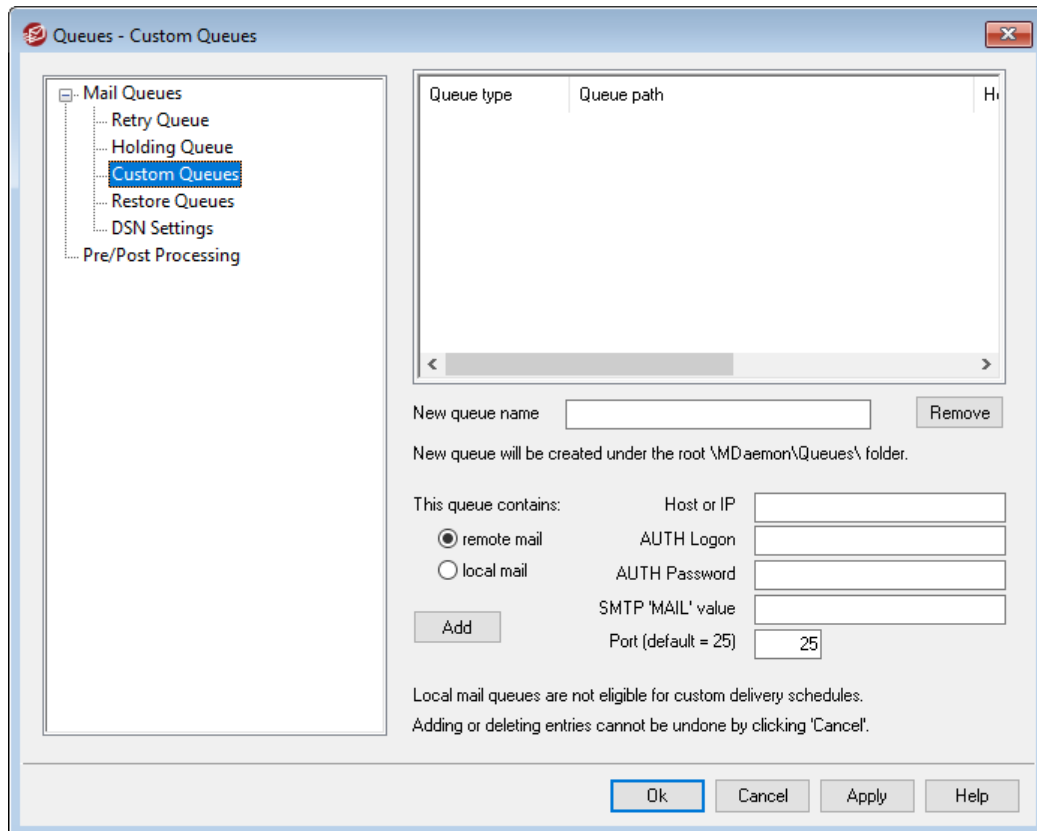 Queues - Custom Queues
Mail Queues
Retry Queue
Holding Queue
Custom Queues
Restore Queues
DSN Settings
Pre/Post Processing
Queue type Queue path
New queue name Remove
New queue will be created under the root \MDaemon\Queues\ folder.
This queue contains: Host or IP
remote mail AUTH Logon
local mail AUTH Password
SMTP 'MAIL' value
Add Port (default = 25) 25
Local mail queues are not eligible for custom delivery schedules.
Adding or deleting entries cannot be undone by clicking 'Cancel'.
Ok Cancel Apply Help